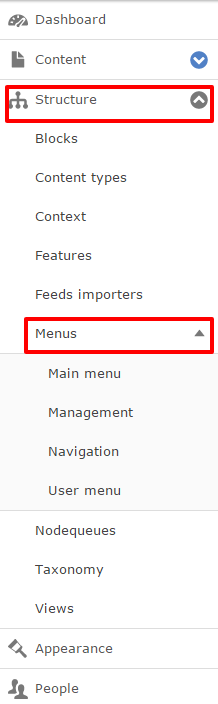 Dashboard
Content
Structure
Blocks
Content types
Context
Features
Feeds importers
Menus
Main menu
Management
Navigation
User menu
Nodequeues
Taxonomy
Views
Appearance
People